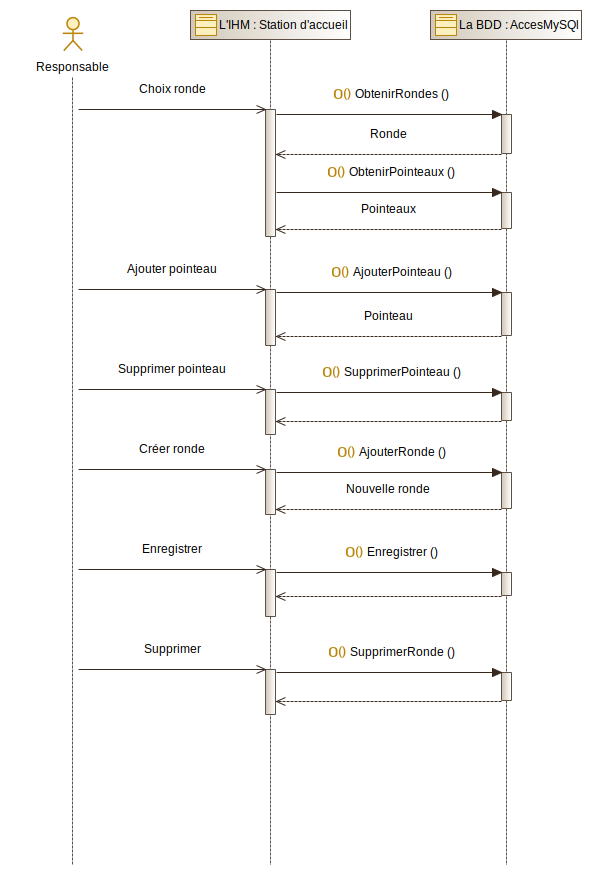 L'IHM : Station d'accueil
La BDD : AccesMySQl
Responsable
Choix ronde
O() ObtenirRondes ()
Ronde
O() ObtenirPointeaux ()
Pointeaux
Ajouter pointeau
O() AjouterPointeau ()
Pointeau
Supprimer pointeau
O() SupprimerPointeau ()
Créer ronde
O() AjouterRonde ()
Nouvelle ronde
Enregistrer
O() Enregistrer ()
Supprimer
O() SupprimerRonde ()